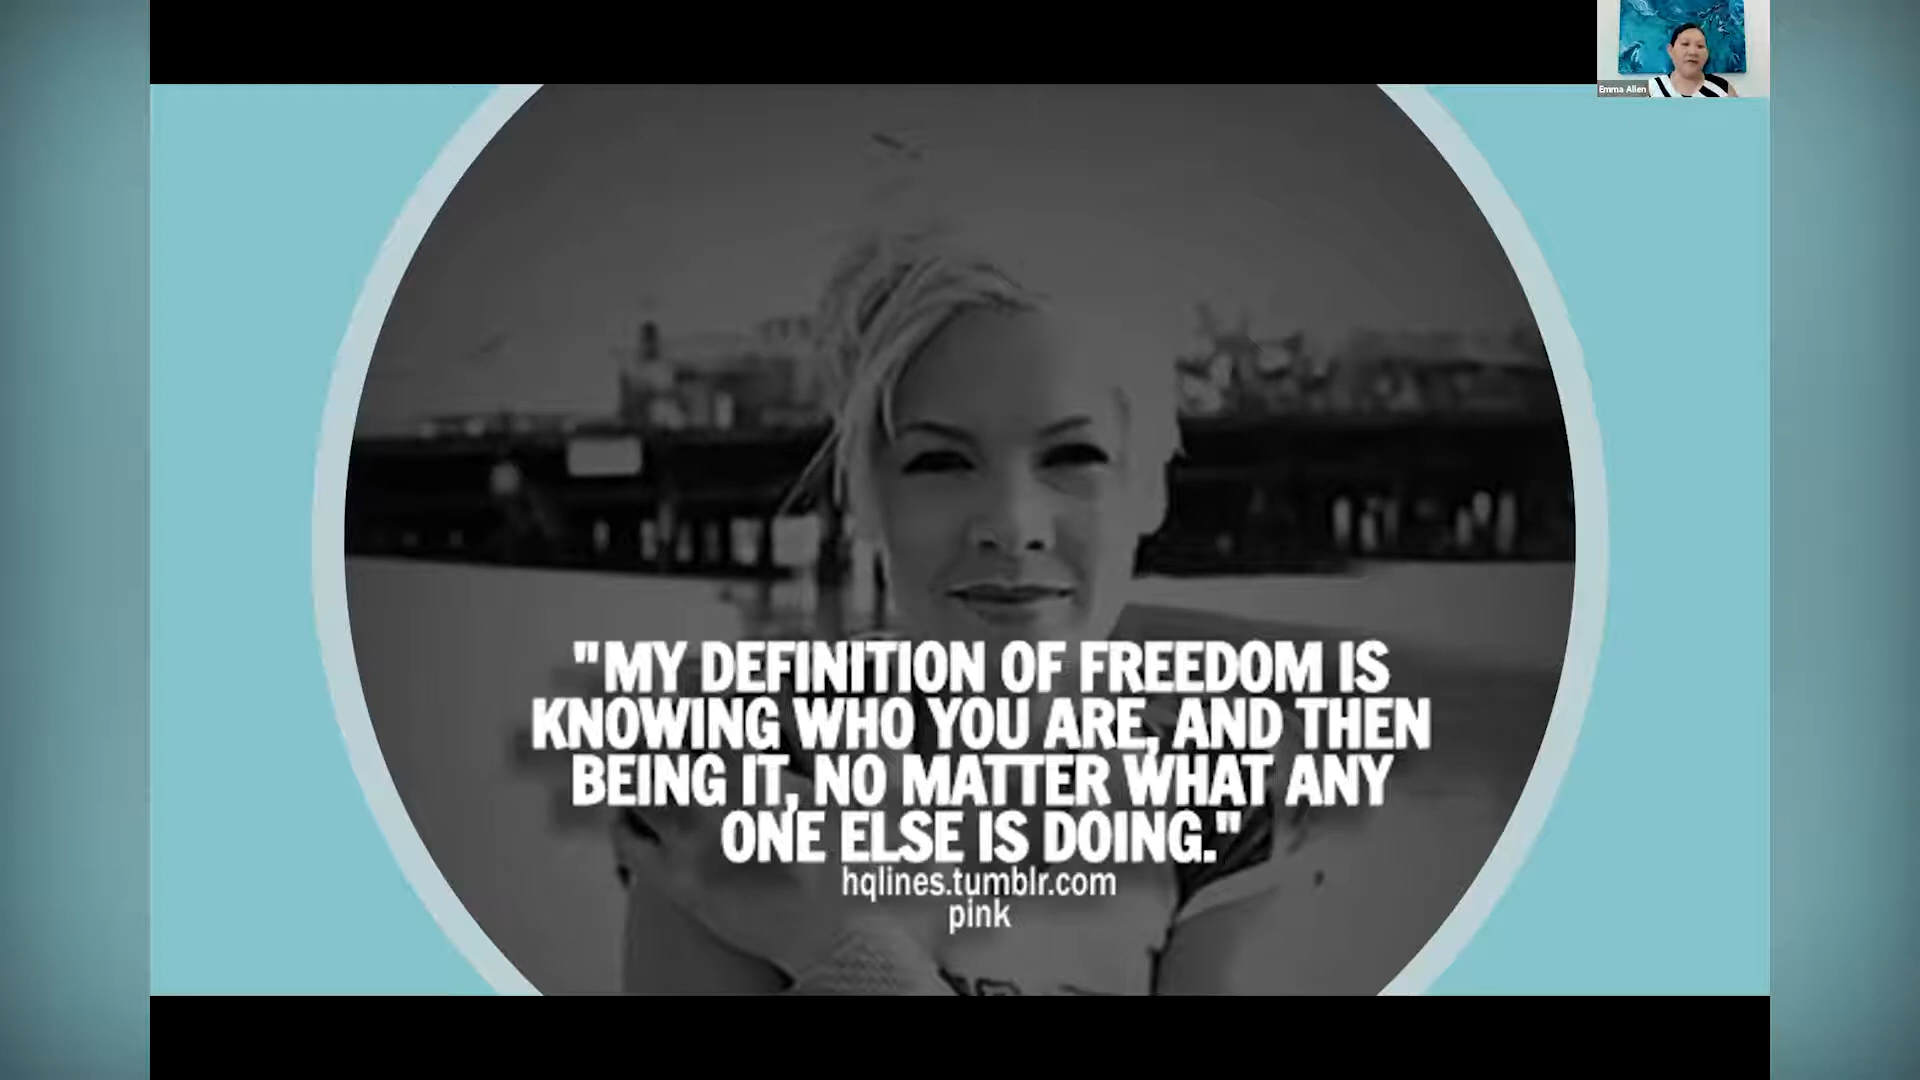 Emma Allen
"MY DEFINITION OF FREEDOM IS
KNOWING WHO YOU ARE, AND THEN
BEING IT, NO MATTER WHAT ANY
ONE ELSE IS DOING."
hqlines.tumblr.com
pink